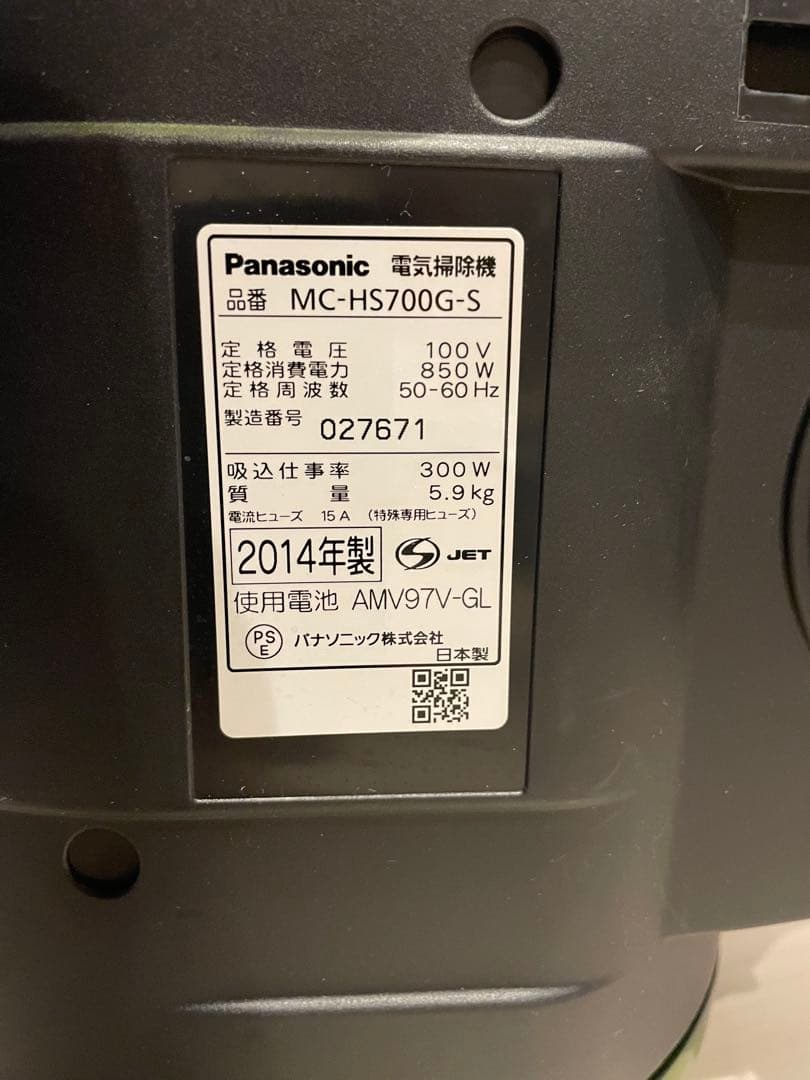 Panasonic 電気掃除機
品番 MC-HS700G-S
定格電圧 100V
定格消費電力 850W
定格周波数 50-60Hz
製造番号 027671
吸込仕事率 300W
質量 5.9kg
電流ヒューズ 15A (特殊専用ヒューズ)
2014年製 S JET
使用電池 AMV97V-GL
PSE パナソニック株式会社
日本製